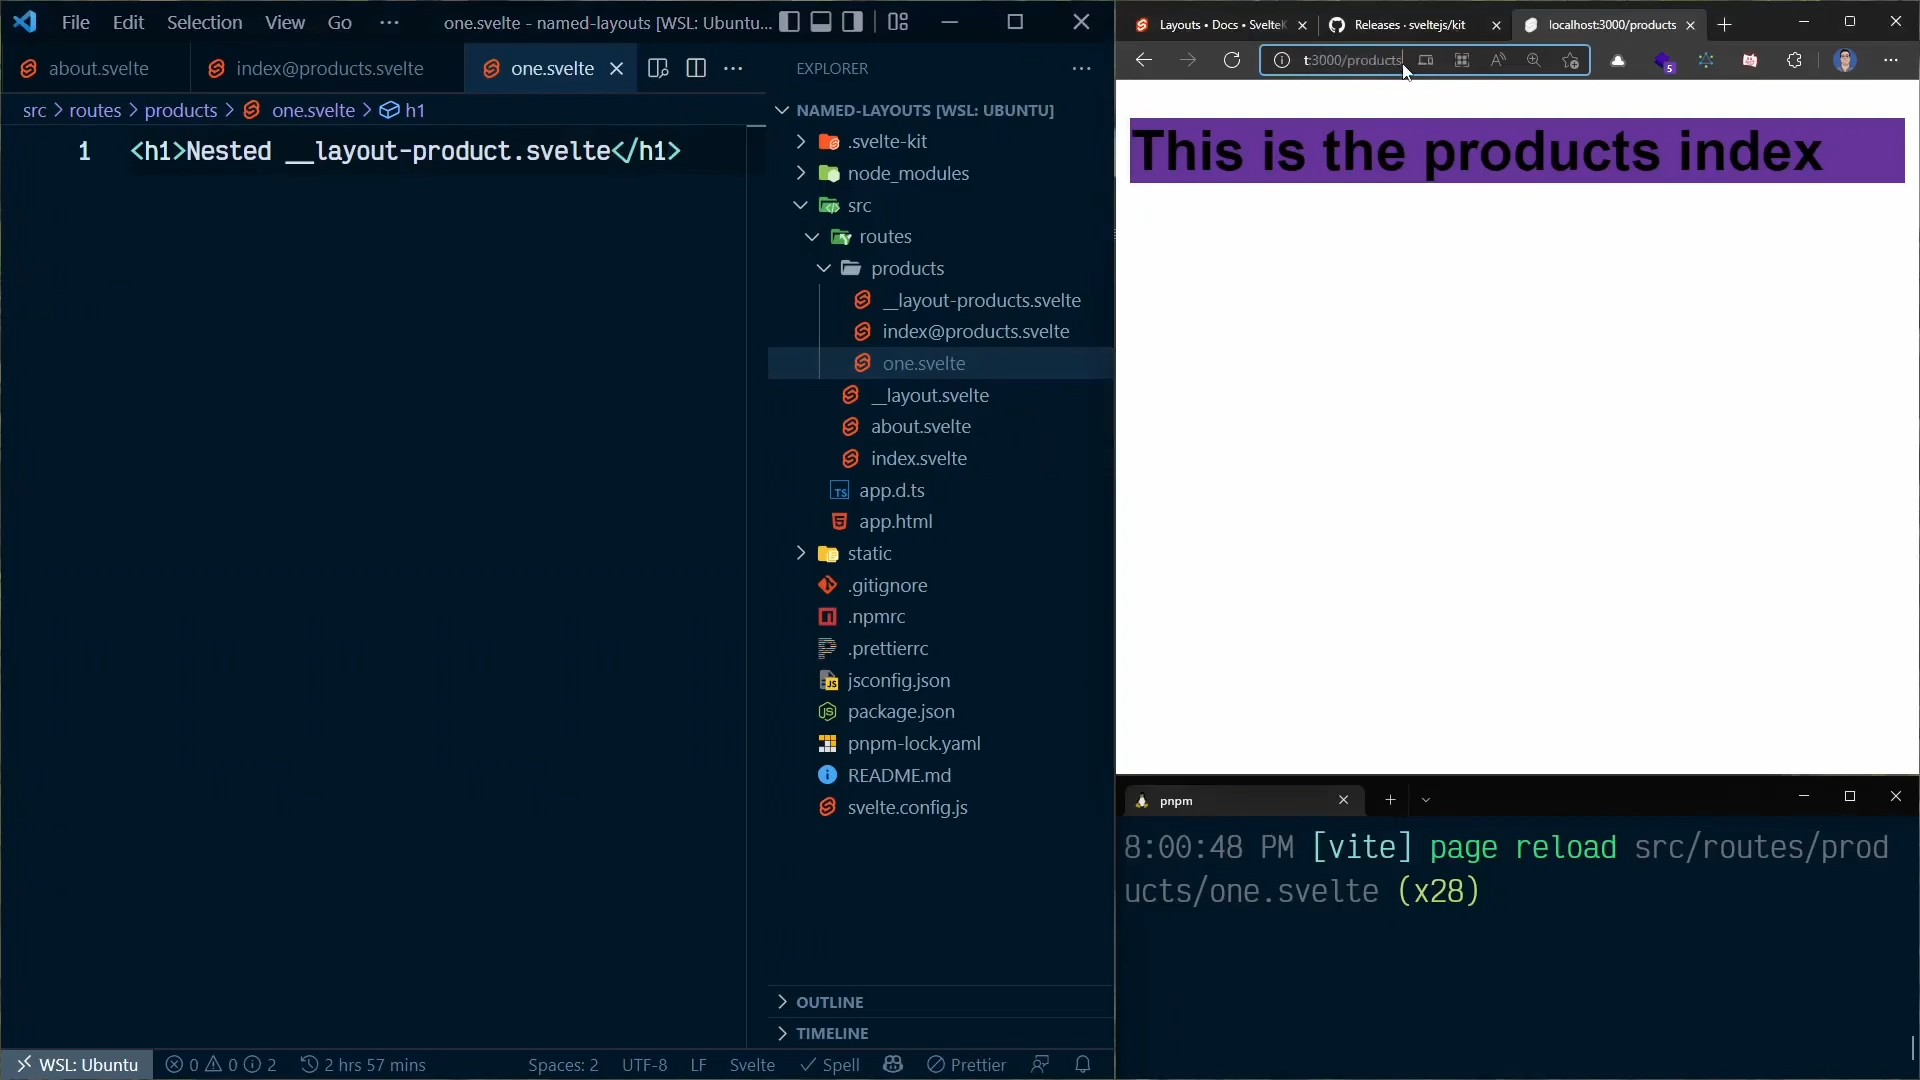 File Edit Selection View Go ··· one.svelte - named-layouts [WSL: Ubuntu...
about.svelte index@products.svelte one.svelte
src > routes > products > one.svelte > h1
1 <h1>Nested __layout-product.svelte</h1>
EXPLORER
NAMED-LAYOUTS [WSL: UBUNTU]
.svelte-kit
node_modules
src
routes
products
__layout-products.svelte
index@products.svelte
one.svelte
__layout.svelte
about.svelte
index.svelte
app.d.ts
app.html
static
.gitignore
.npmrc
.prettierrc
jsconfig.json
package.json
pnpm-lock.yaml
README.md
svelte.config.js
OUTLINE
TIMELINE
WSL: Ubuntu 0 0 2 2 hrs 57 mins Spaces: 2 UTF-8 LF Svelte Spell Prettier
Layouts • Docs • SvelteK Releases · sveltejs/kit localhost:3000/products
t:3000/products
5
This is the products index
pnpm
8:00:48 PM [vite] page reload src/routes/prod
ucts/one.svelte (x28)